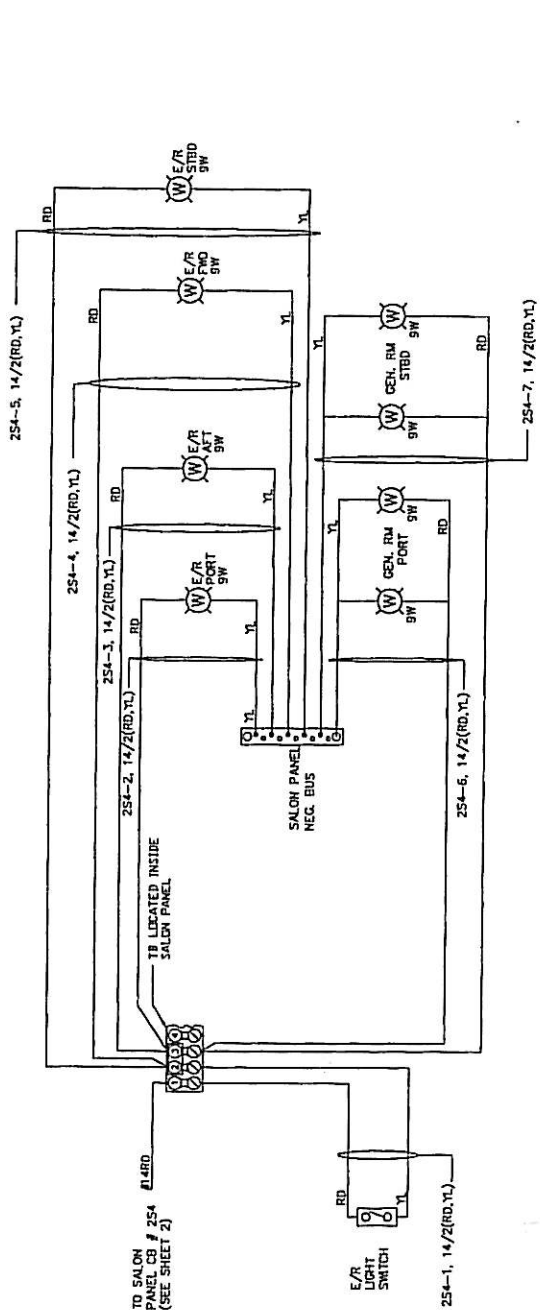 2S4-5, 14/2(RD,YL)
2S4-4, 14/2(RD,YL)
2S4-3, 14/2(RD,YL)
2S4-2, 14/2(RD,YL)
RD
W
E/R
STBD
9W
YL
RD
W
E/R
FWD
9W
YL
RD
W
E/R
AFT
9W
YL
RD
W
E/R
PORT
9W
YL
YL
SALON PANEL
NEG. BUS
TB LOCATED INSIDE
SALON PANEL
1 2 3 4
#14RD
TO SALON
PANEL CB # 2S4
(SEE SHEET 2)
YL
W
9W
GEN. RM
STBD
W
9W
RD
2S4-7, 14/2(RD,YL)
YL
W
9W
GEN. RM
PORT
W
9W
RD
2S4-6, 14/2(RD,YL)
RD
YL
E/R
LIGHT
SWITCH
2S4-1, 14/2(RD,YL)